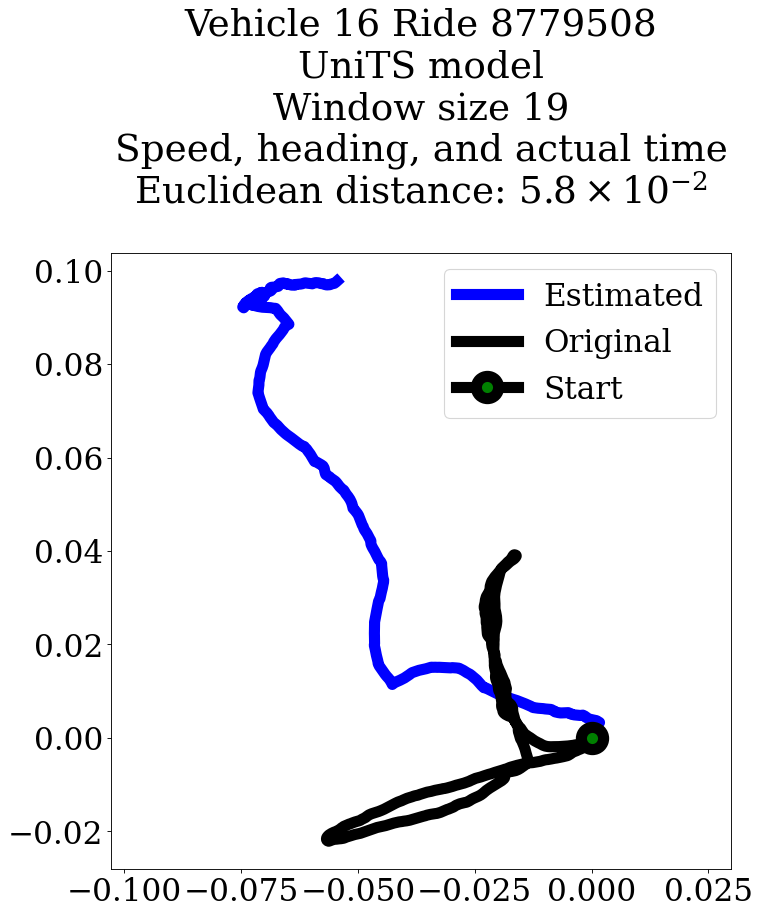 Vehicle 16 Ride 8779508
UniTS model
Window size 19
Speed, heading, and actual time
Euclidean distance: 5.8 × 10⁻²
0.10
0.08
0.06
0.04
0.02
0.00
−0.02
Estimated
Original
Start
−0.100 −0.075 −0.050 −0.025 0.000 0.025